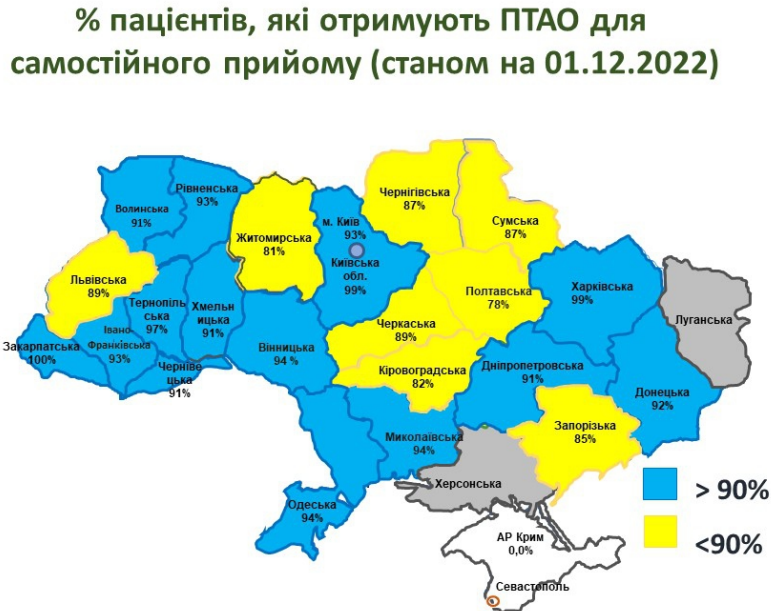 % пацієнтів, які отримують ПТАО для
самостійного прийому (станом на 01.12.2022)
Волинська
91%
Рівненська
93%
Житомирська
81%
м. Київ
93%
Київська
обл.
99%
Чернігівська
87%
Сумська
87%
Львівська
89%
Тернопіль
ська
97%
Хмельн
ицька
91%
Вінницька
94 %
Черкаська
89%
Полтавська
78%
Харківська
99%
Луганська
Закарпатська
100%
Івано
Франківська
93%
Черніве
цька
91%
Кіровоградська
82%
Дніпропетровська
91%
Донецька
92%
Запорізька
85%
Миколаївська
94%
Херсонська
Одеська
94%
АР Крим
0,0%
Севастополь
> 90%
<90%